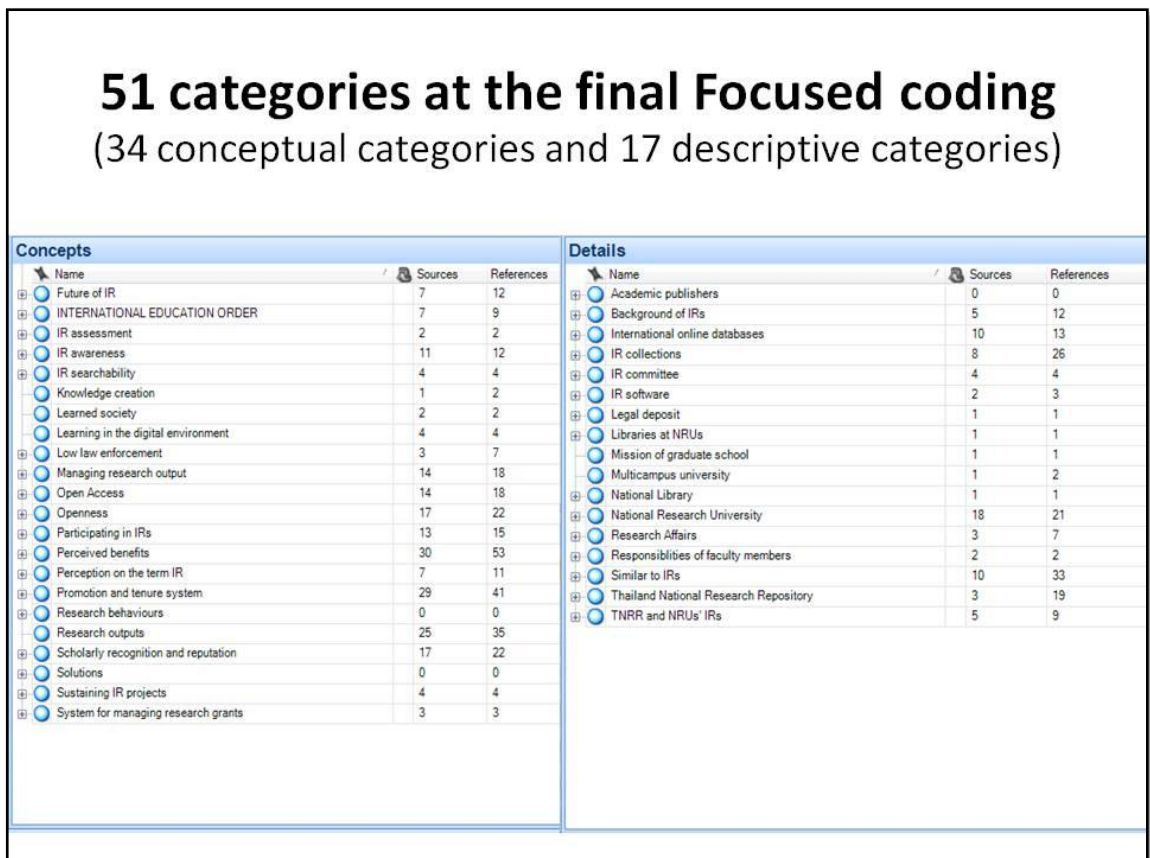 51 categories at the final Focused coding
(34 conceptual categories and 17 descriptive categories)
Concepts
Name Sources References
Future of IR 7 12
INTERNATIONAL EDUCATION ORDER 7 9
IR assessment 2 2
IR awareness 11 12
IR searchability 4 4
Knowledge creation 1 2
Learned society 2 2
Learning in the digital environment 4 4
Low law enforcement 3 7
Managing research output 14 18
Open Access 14 18
Openness 17 22
Participating in IRs 13 15
Perceived benefits 30 53
Perception on the term IR 7 11
Promotion and tenure system 29 41
Research behaviours 0 0
Research outputs 25 35
Scholarly recognition and reputation 17 22
Solutions 0 0
Sustaining IR projects 4 4
System for managing research grants 3 3
Details
Name Sources References
Academic publishers 0 0
Background of IRs 5 12
International online databases 10 13
IR collections 8 26
IR committee 4 4
IR software 2 3
Legal deposit 1 1
Libraries at NRUs 1 1
Mission of graduate school 1 1
Multicampus university 1 2
National Library 1 1
National Research University 18 21
Research Affairs 3 7
Responsiblities of faculty members 2 2
Similar to IRs 10 33
Thailand National Research Repository 3 19
TNRR and NRUs' IRs 5 9